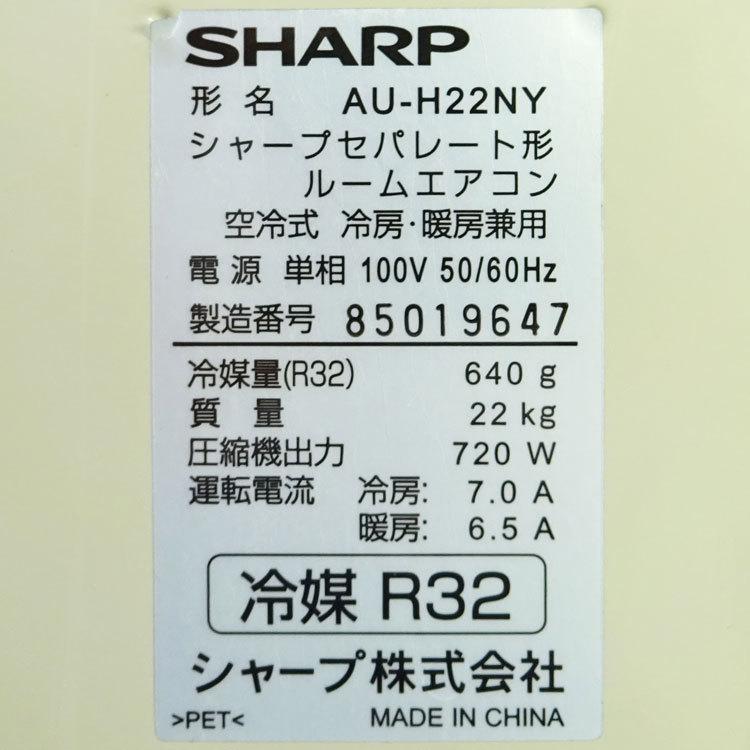 SHARP
形名 AU-H22NY
シャープセパレート形
ルームエアコン
空冷式 冷房・暖房兼用
電源 単相 100V 50/60Hz
製造番号 85019647
冷媒量(R32) 640 g
質量 22 kg
圧縮機出力 720 W
運転電流 冷房: 7.0 A
暖房: 6.5 A
冷媒 R32
シャープ株式会社
>PET< MADE IN CHINA